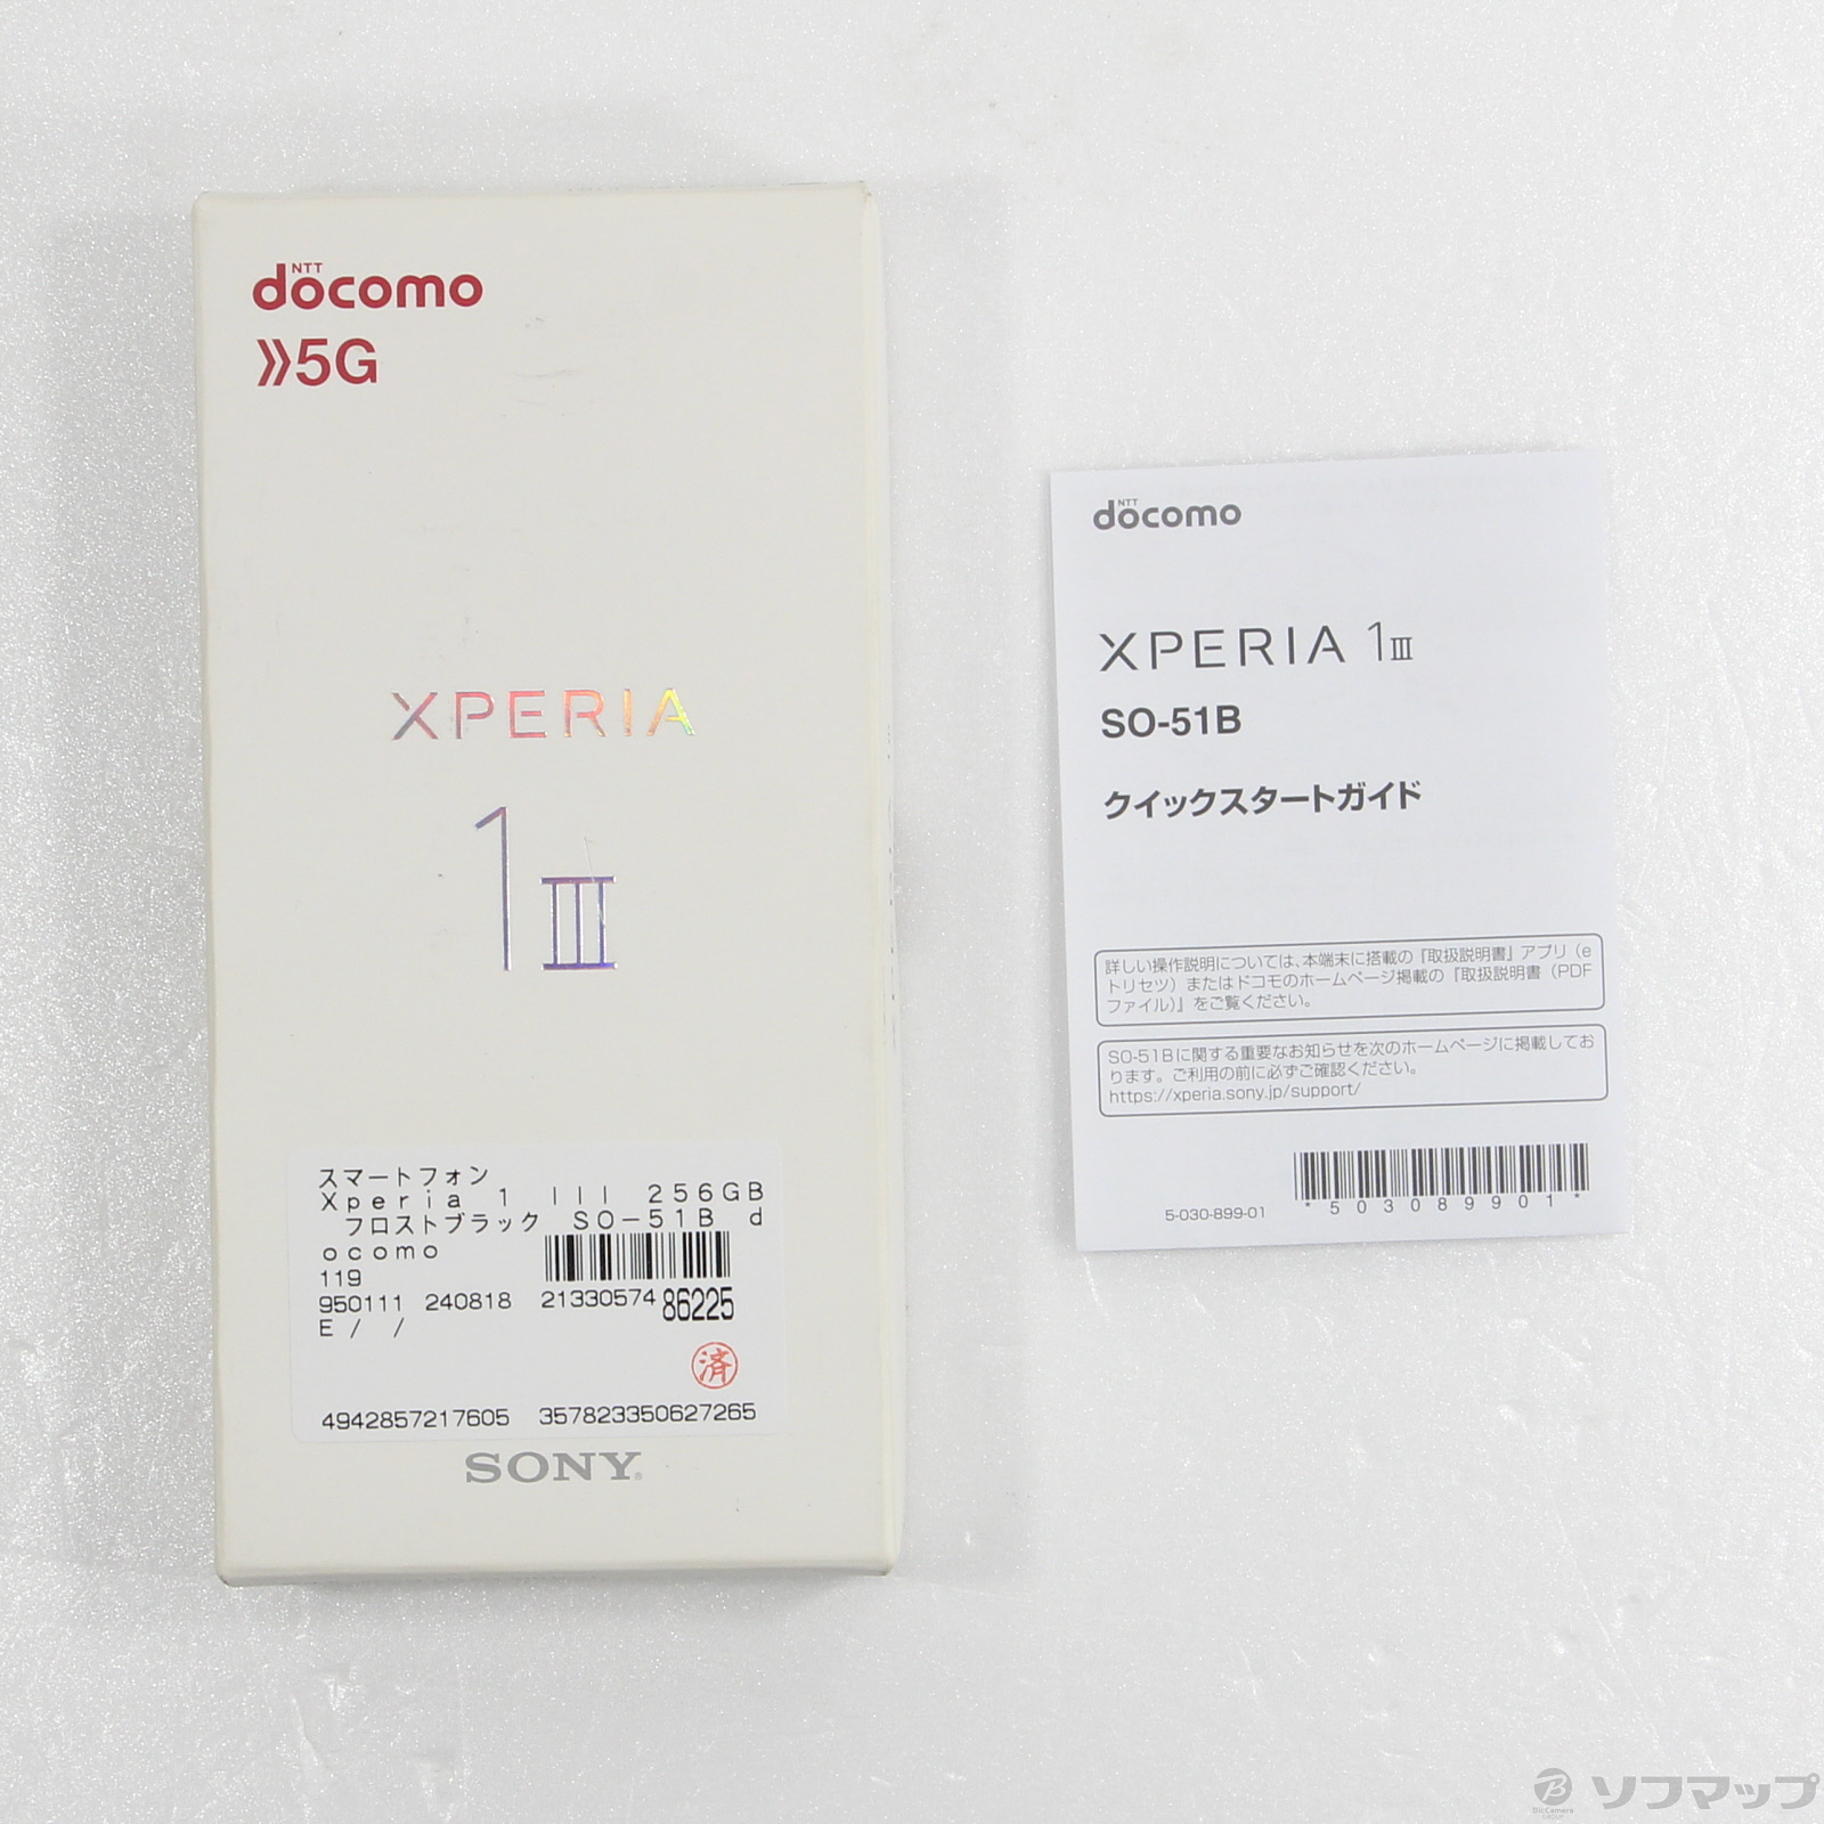 NTT
docomo
5G
XPERIA
1III
スマートフォン
Xperia 1 III 256GB
フロストブラック SO-51B d
ocomo
119
950111 240818 21330574 86225
E / /
済
4942857217605 357823350627265
SONY
NTT
docomo
XPERIA 1III
SO-51B
クイックスタートガイド
詳しい操作説明については、本端末に搭載の『取扱説明書』アプリ（e
トリセツ）またはドコモのホームページ掲載の『取扱説明書（PDF
ファイル）』をご覧ください。
SO-51Bに関する重要なお知らせを次のホームページに掲載してお
ります。ご利用の前に必ずご確認ください。
https://xperia.sony.jp/support/
5-030-899-01
*503089901*
B ソフマップ
BicCamera
GROUP